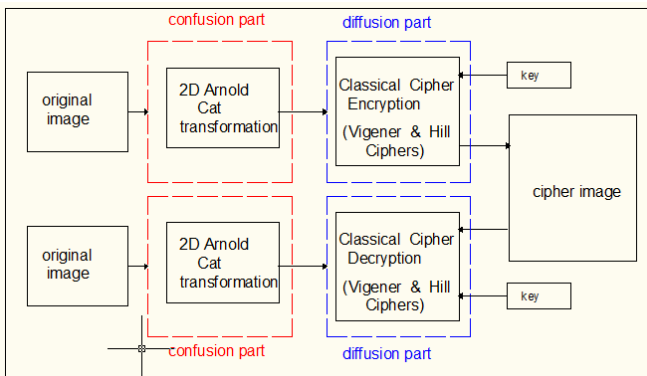 confusion part
diffusion part
original
image
2D Arnold
Cat
transformation
Classical Cipher
Encryption
(Vigener & Hill
Ciphers)
key
cipher image
original
image
2D Arnold
Cat
transformation
Classical Cipher
Decryption
(Vigener & Hill
Ciphers)
key
confusion part
diffusion part